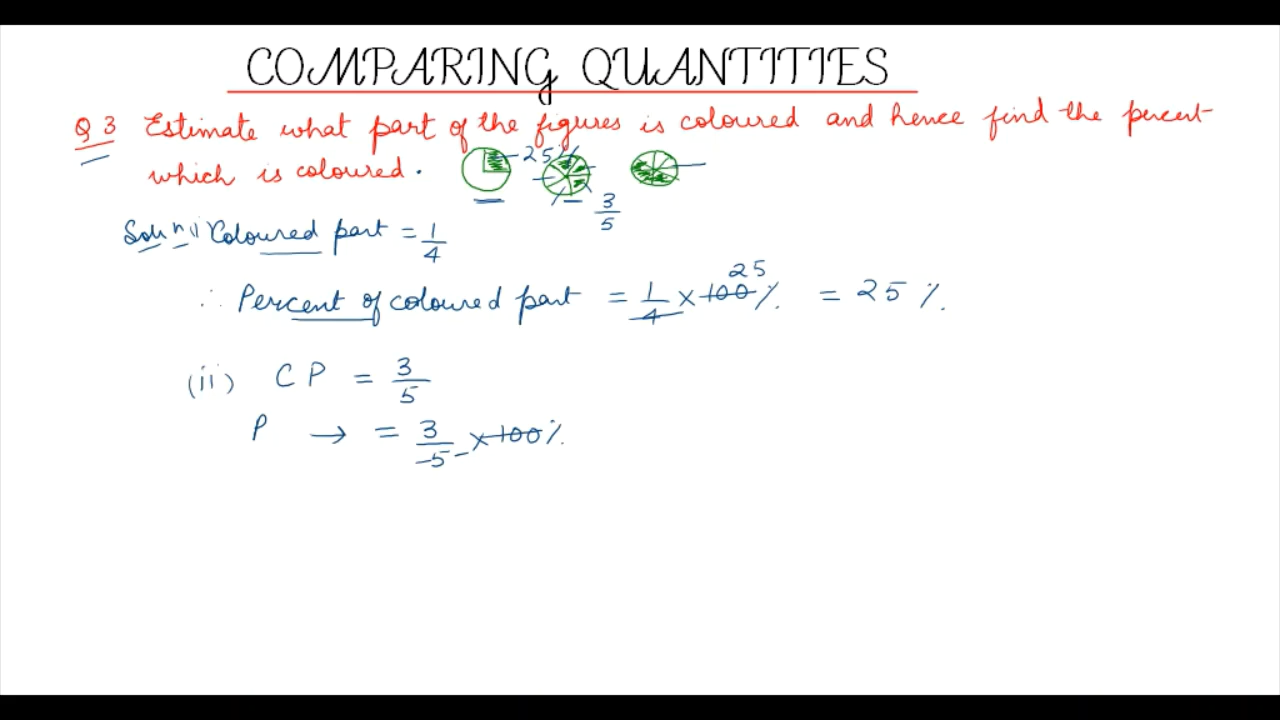 COMPARING QUANTITIES
Q 3 Estimate what part of the figures is coloured and hence find the percent
which is coloured. 25% 3/5
Soln i) Coloured part = 1/4
∴ Percent of coloured part = 1/4 × 100 % = 25 %.
25
(ii) C P = 3/5
P → = 3/5 × 100 %.